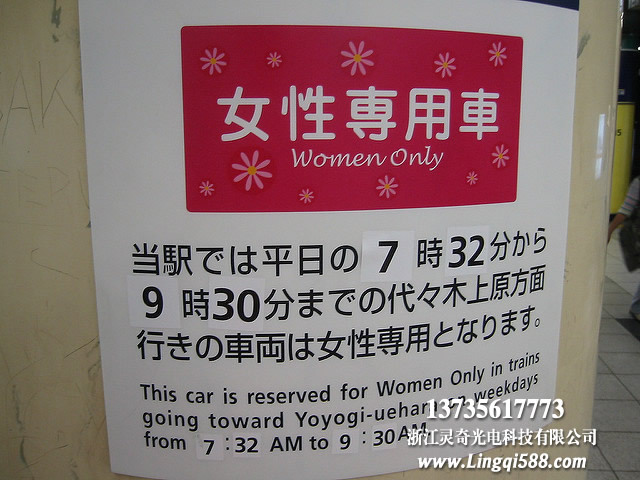 女性専用車
Women Only
当駅では平日の 7 時32分から
9 時30分までの代々木上原方面
行きの車両は女性専用となります。
This car is reserved for Women Only in trains
going toward Yoyogi-uehara weekdays
from 7:32 AM to 9:30AM
13735617773
浙江灵奇光电科技有限公司
www.Lingqi588.com